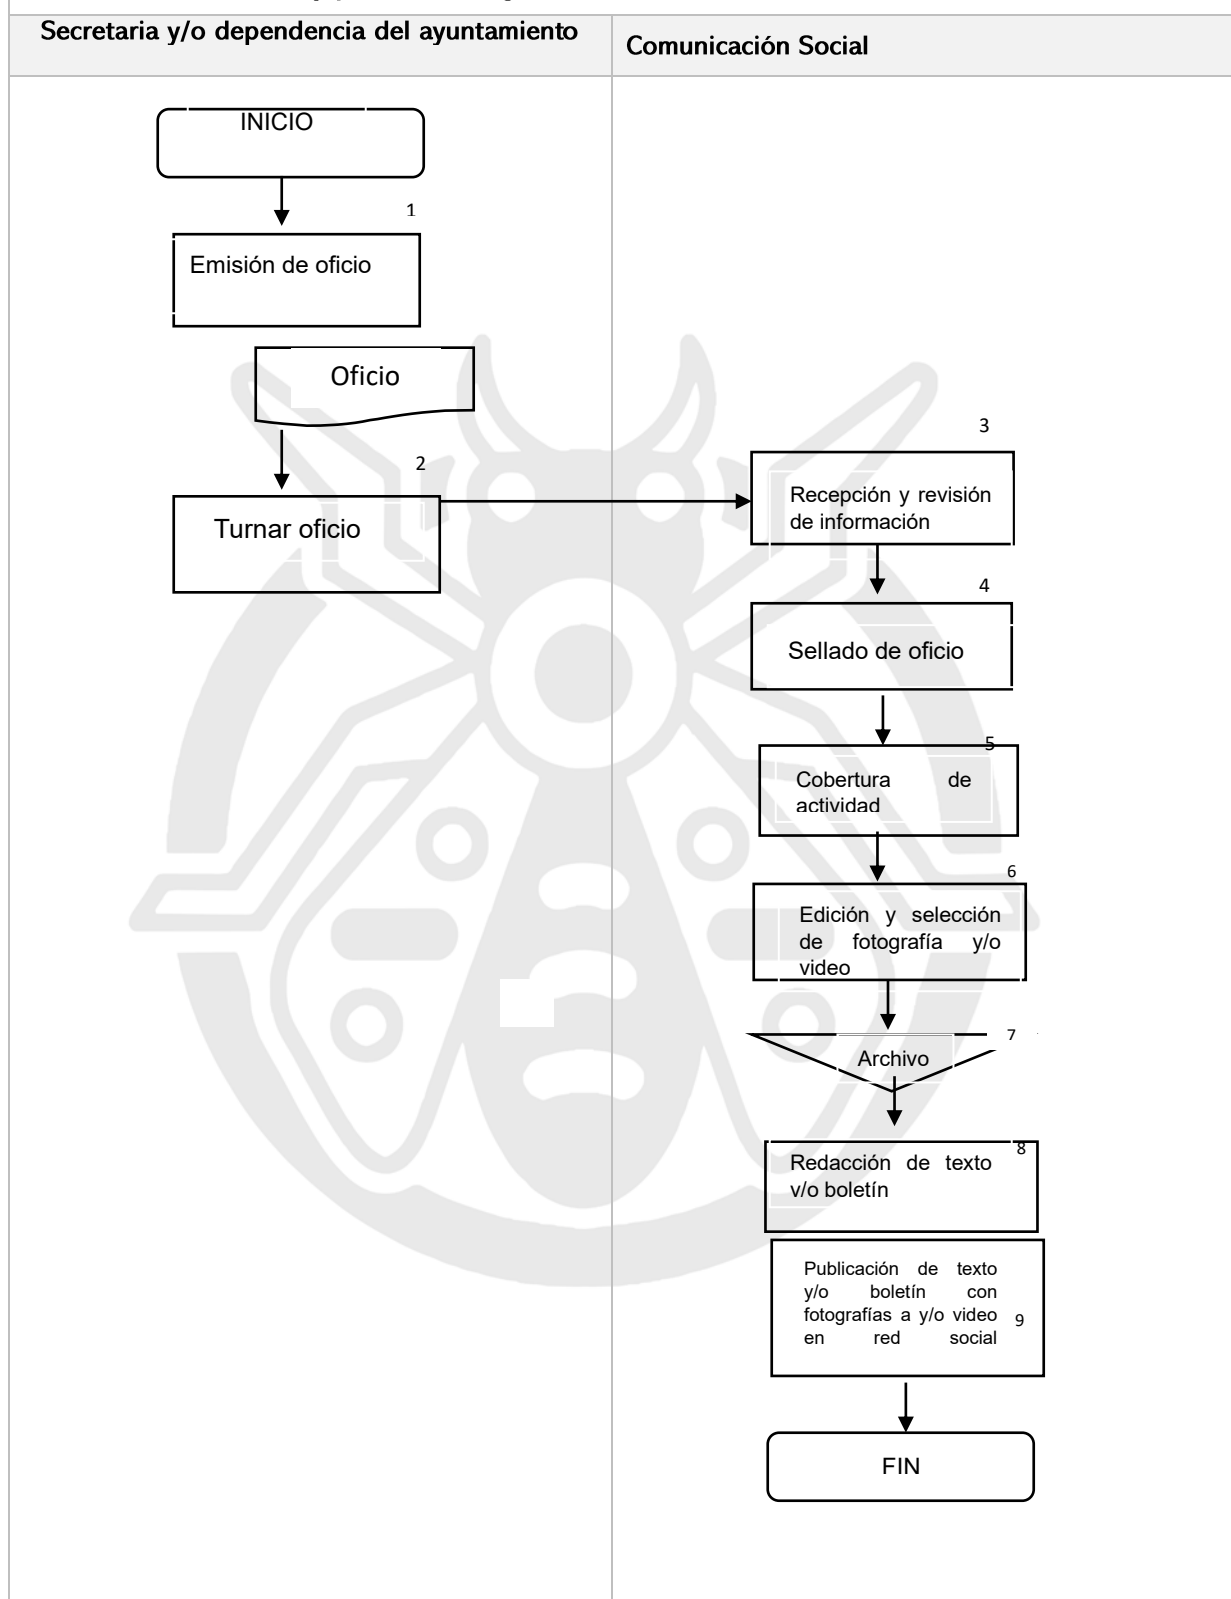 Secretaria y/o dependencia del ayuntamiento
Comunicación Social
INICIO
1
Emisión de oficio
Oficio
2
Turnar oficio
3
Recepción y revisión
de información
4
Sellado de oficio
5
Cobertura de
actividad
6
Edición y selección
de fotografía y/o
video
7
Archivo
8
Redacción de texto
y/o boletín
Publicación de texto
y/o boletín con
fotografías a y/o video
en red social
9
FIN